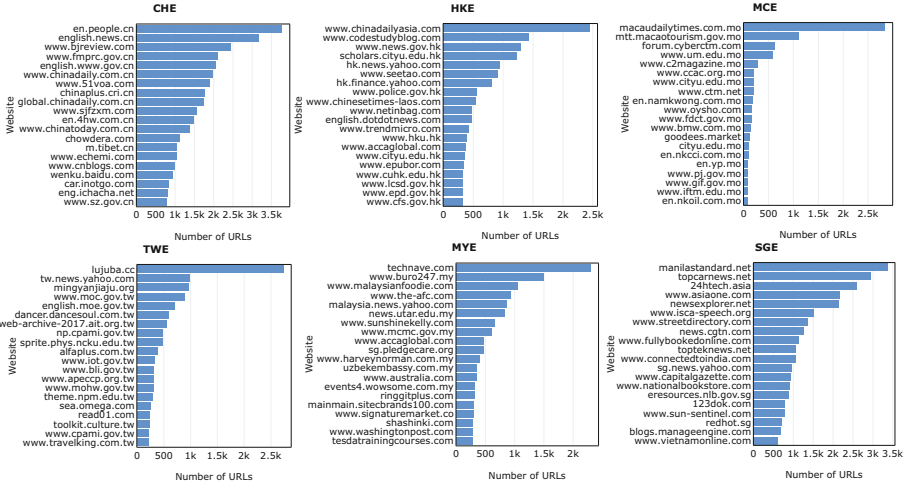 CHE
Website
en.people.cn
english.news.cn
www.bjreview.com
www.fmprc.gov.cn
english.www.gov.cn
www.chinadaily.com.cn
www.51voa.com
chinaplus.cri.cn
global.chinadaily.com.cn
www.sjfzxm.com
en.4hw.com.cn
www.chinatoday.com.cn
chowdera.com
m.tibet.cn
www.echemi.com
www.cnblogs.com
wenku.baidu.com
car.inotgo.com
eng.ichacha.net
www.sz.gov.cn
0 500 1k 1.5k 2k 2.5k 3k 3.5k
Number of URLs
HKE
Website
www.chinadailyasia.com
www.codestudyblog.com
www.news.gov.hk
scholars.cityu.edu.hk
hk.news.yahoo.com
www.seetao.com
hk.finance.yahoo.com
www.police.gov.hk
www.chinesetimes-laos.com
www.netinbag.com
english.dotdotnews.com
www.trendmicro.com
www.hku.hk
www.accaglobal.com
www.cityu.edu.hk
www.epubor.com
www.cuhk.edu.hk
www.lcsd.gov.hk
www.epd.gov.hk
www.cfs.gov.hk
0 500 1k 1.5k 2k 2.5k
Number of URLs
MCE
Website
macaudailytimes.com.mo
mtt.macaotourism.gov.mo
forum.cyberctm.com
www.um.edu.mo
www.c2magazine.mo
www.ccac.org.mo
www.cityu.edu.mo
www.ctm.net
en.namkwong.com.mo
www.oysho.com
www.fdct.gov.mo
www.bmw.com.mo
goodees.market
cityu.edu.mo
en.nkcci.com.mo
en.yp.mo
www.pj.gov.mo
www.gif.gov.mo
www.iftm.edu.mo
en.nkoil.com.mo
0 500 1k 1.5k 2k 2.5k
Number of URLs
TWE
Website
lujuba.cc
tw.news.yahoo.com
mingyanjiaju.org
www.moc.gov.tw
english.moe.gov.tw
dancer.dancesoul.com.tw
web-archive-2017.ait.org.tw
np.cpami.gov.tw
sprite.phys.ncku.edu.tw
alfaplus.com.tw
www.iot.gov.tw
www.bli.gov.tw
www.apeccp.org.tw
www.mohw.gov.tw
theme.npm.edu.tw
sea.omega.com
read01.com
toolkit.culture.tw
www.cpami.gov.tw
www.travelking.com.tw
0 500 1k 1.5k 2k 2.5k
Number of URLs
MYE
Website
technave.com
www.buro247.my
www.malaysianfoodie.com
www.the-afc.com
malaysia.news.yahoo.com
news.utar.edu.my
www.sunshinekelly.com
www.mcmc.gov.my
www.accaglobal.com
sg.pledgecare.org
www.harveynorman.com.my
uzbekembassy.com.my
www.australia.com
events4.wowsome.com.my
ringgitplus.com
mainmain.sitecbrands100.com
www.signaturemarket.co
shashinki.com
www.washingtonpost.com
tesdatrainingcourses.com
0 500 1k 1.5k 2k
Number of URLs
SGE
Website
manilastandard.net
topcarnews.net
24htech.asia
www.asiaone.com
newsexplorer.net
www.isca-speech.org
www.streetdirectory.com
news.cgtn.com
www.fullybookedonline.com
topteknews.net
www.connectedtoindia.com
sg.news.yahoo.com
www.capitalgazette.com
www.nationalbookstore.com
eresources.nlb.gov.sg
123dok.com
www.sun-sentinel.com
redhot.sg
blogs.manageengine.com
www.vietnamonline.com
0 500 1k 1.5k 2k 2.5k 3k 3.5k
Number of URLs